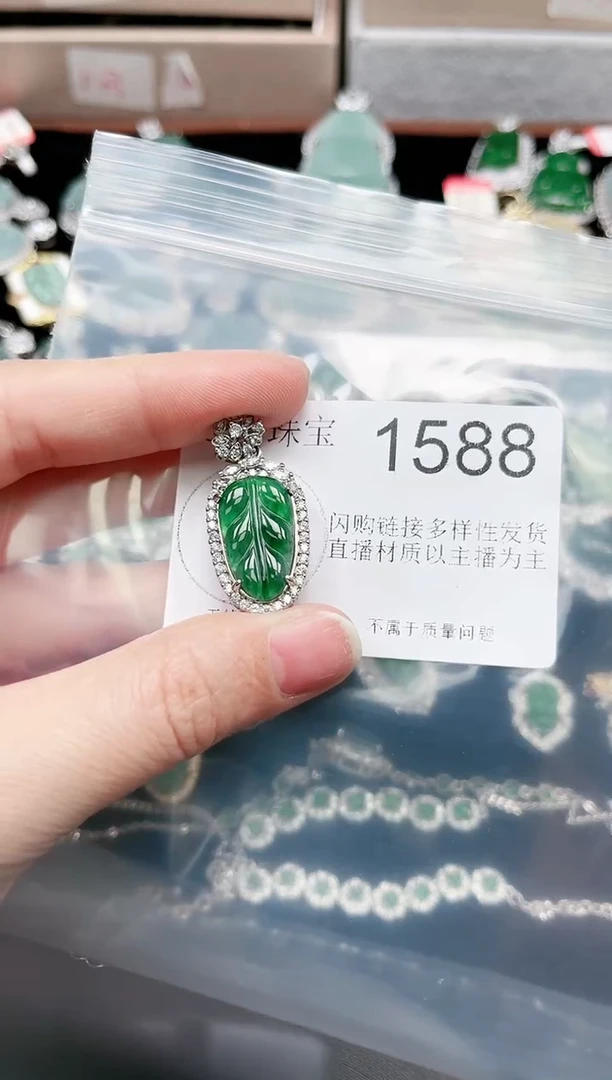 珠宝
1588
闪购链接多样性发货
直播材质以主播为主
不属于质量问题